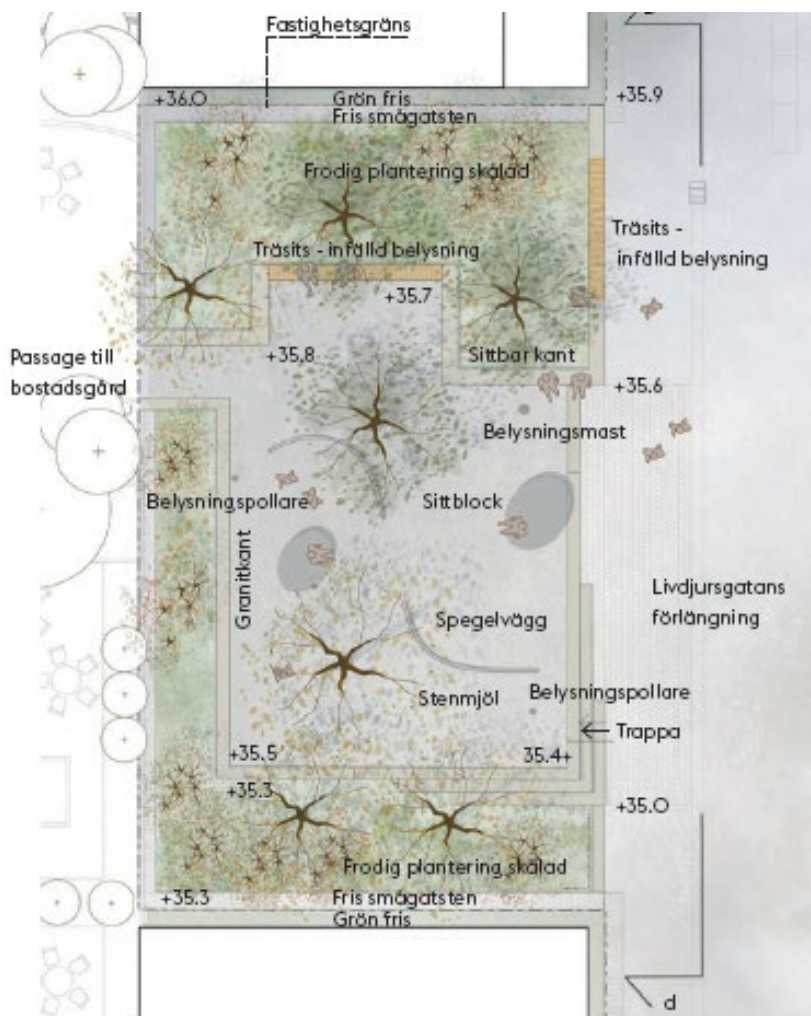 Fastighetsgräns
+36.0
Grön fris
+35.9
Fris smågatsten
Frodig plantering skålad
Träsits - infälld belysning
Träsits -
infälld belysning
+35.7
+35.8
Passage till
bostadsgård
Sittbar kant
+35.6
Belysningsmast
Belysningspollare
Sittblock
Granitkant
Livdjursgatans
förlängning
Spegelvägg
Stenmjöl
Belysningspollare
Trappa
+35.5
35.4+
+35.3
+35.0
Frodig plantering skålad
+35.3
Fris smågatsten
Grön fris
d